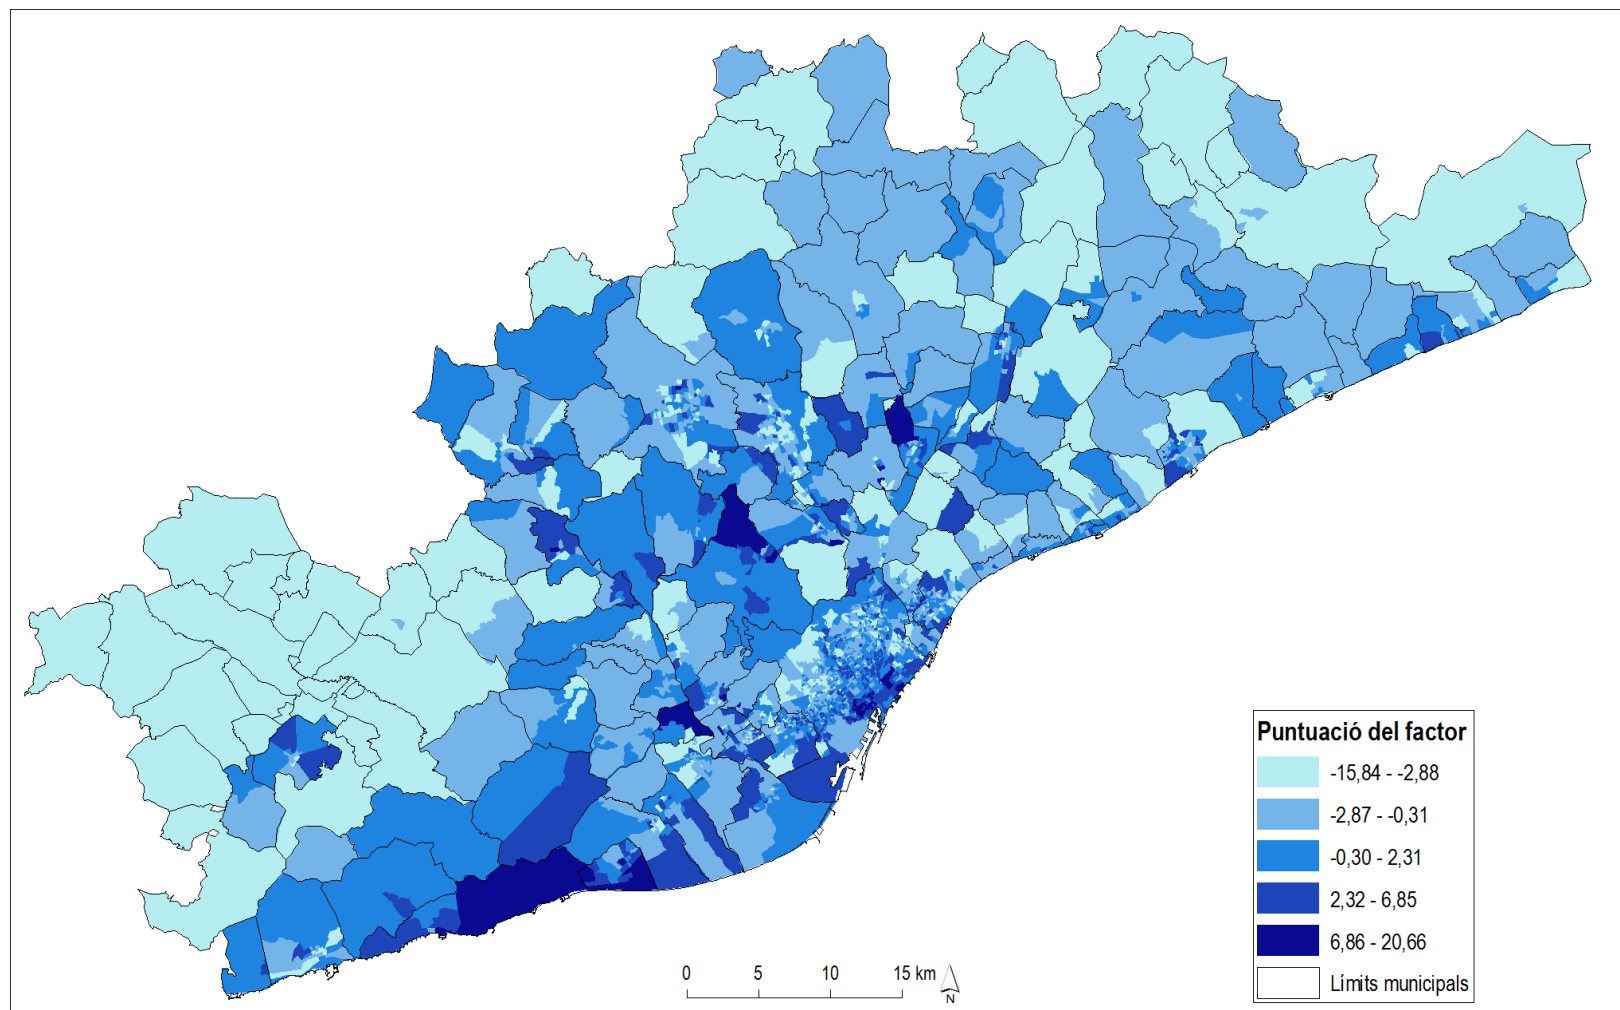 0 5 10 15 km
N
Puntuació del factor
-15,84 - -2,88
-2,87 - -0,31
-0,30 - 2,31
2,32 - 6,85
6,86 - 20,66
Límits municipals